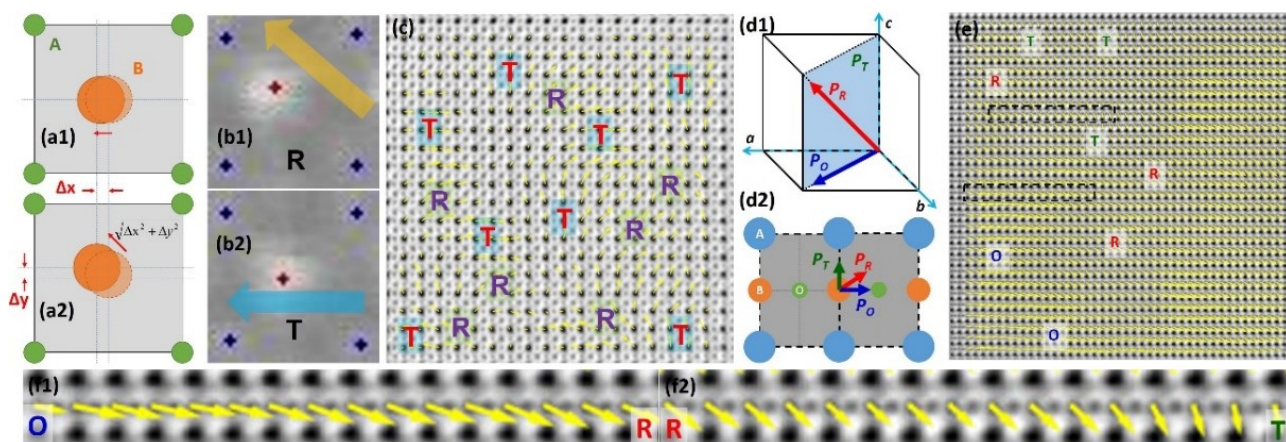 A
B
(a1)
Δx
√Δx²+Δy²
Δy
(a2)
(b1)
R
(b2)
T
(c)
T
T
R
T
T
R
R
T
T
R
R
R
R
T
T
(d1)
c
P_T
P_R
a
P_O
b
(d2)
A
P_T
P_R
B
O
P_O
(e)
T
T
R
T
R
R
O
O
(f1)
O
R
(f2)
R
T